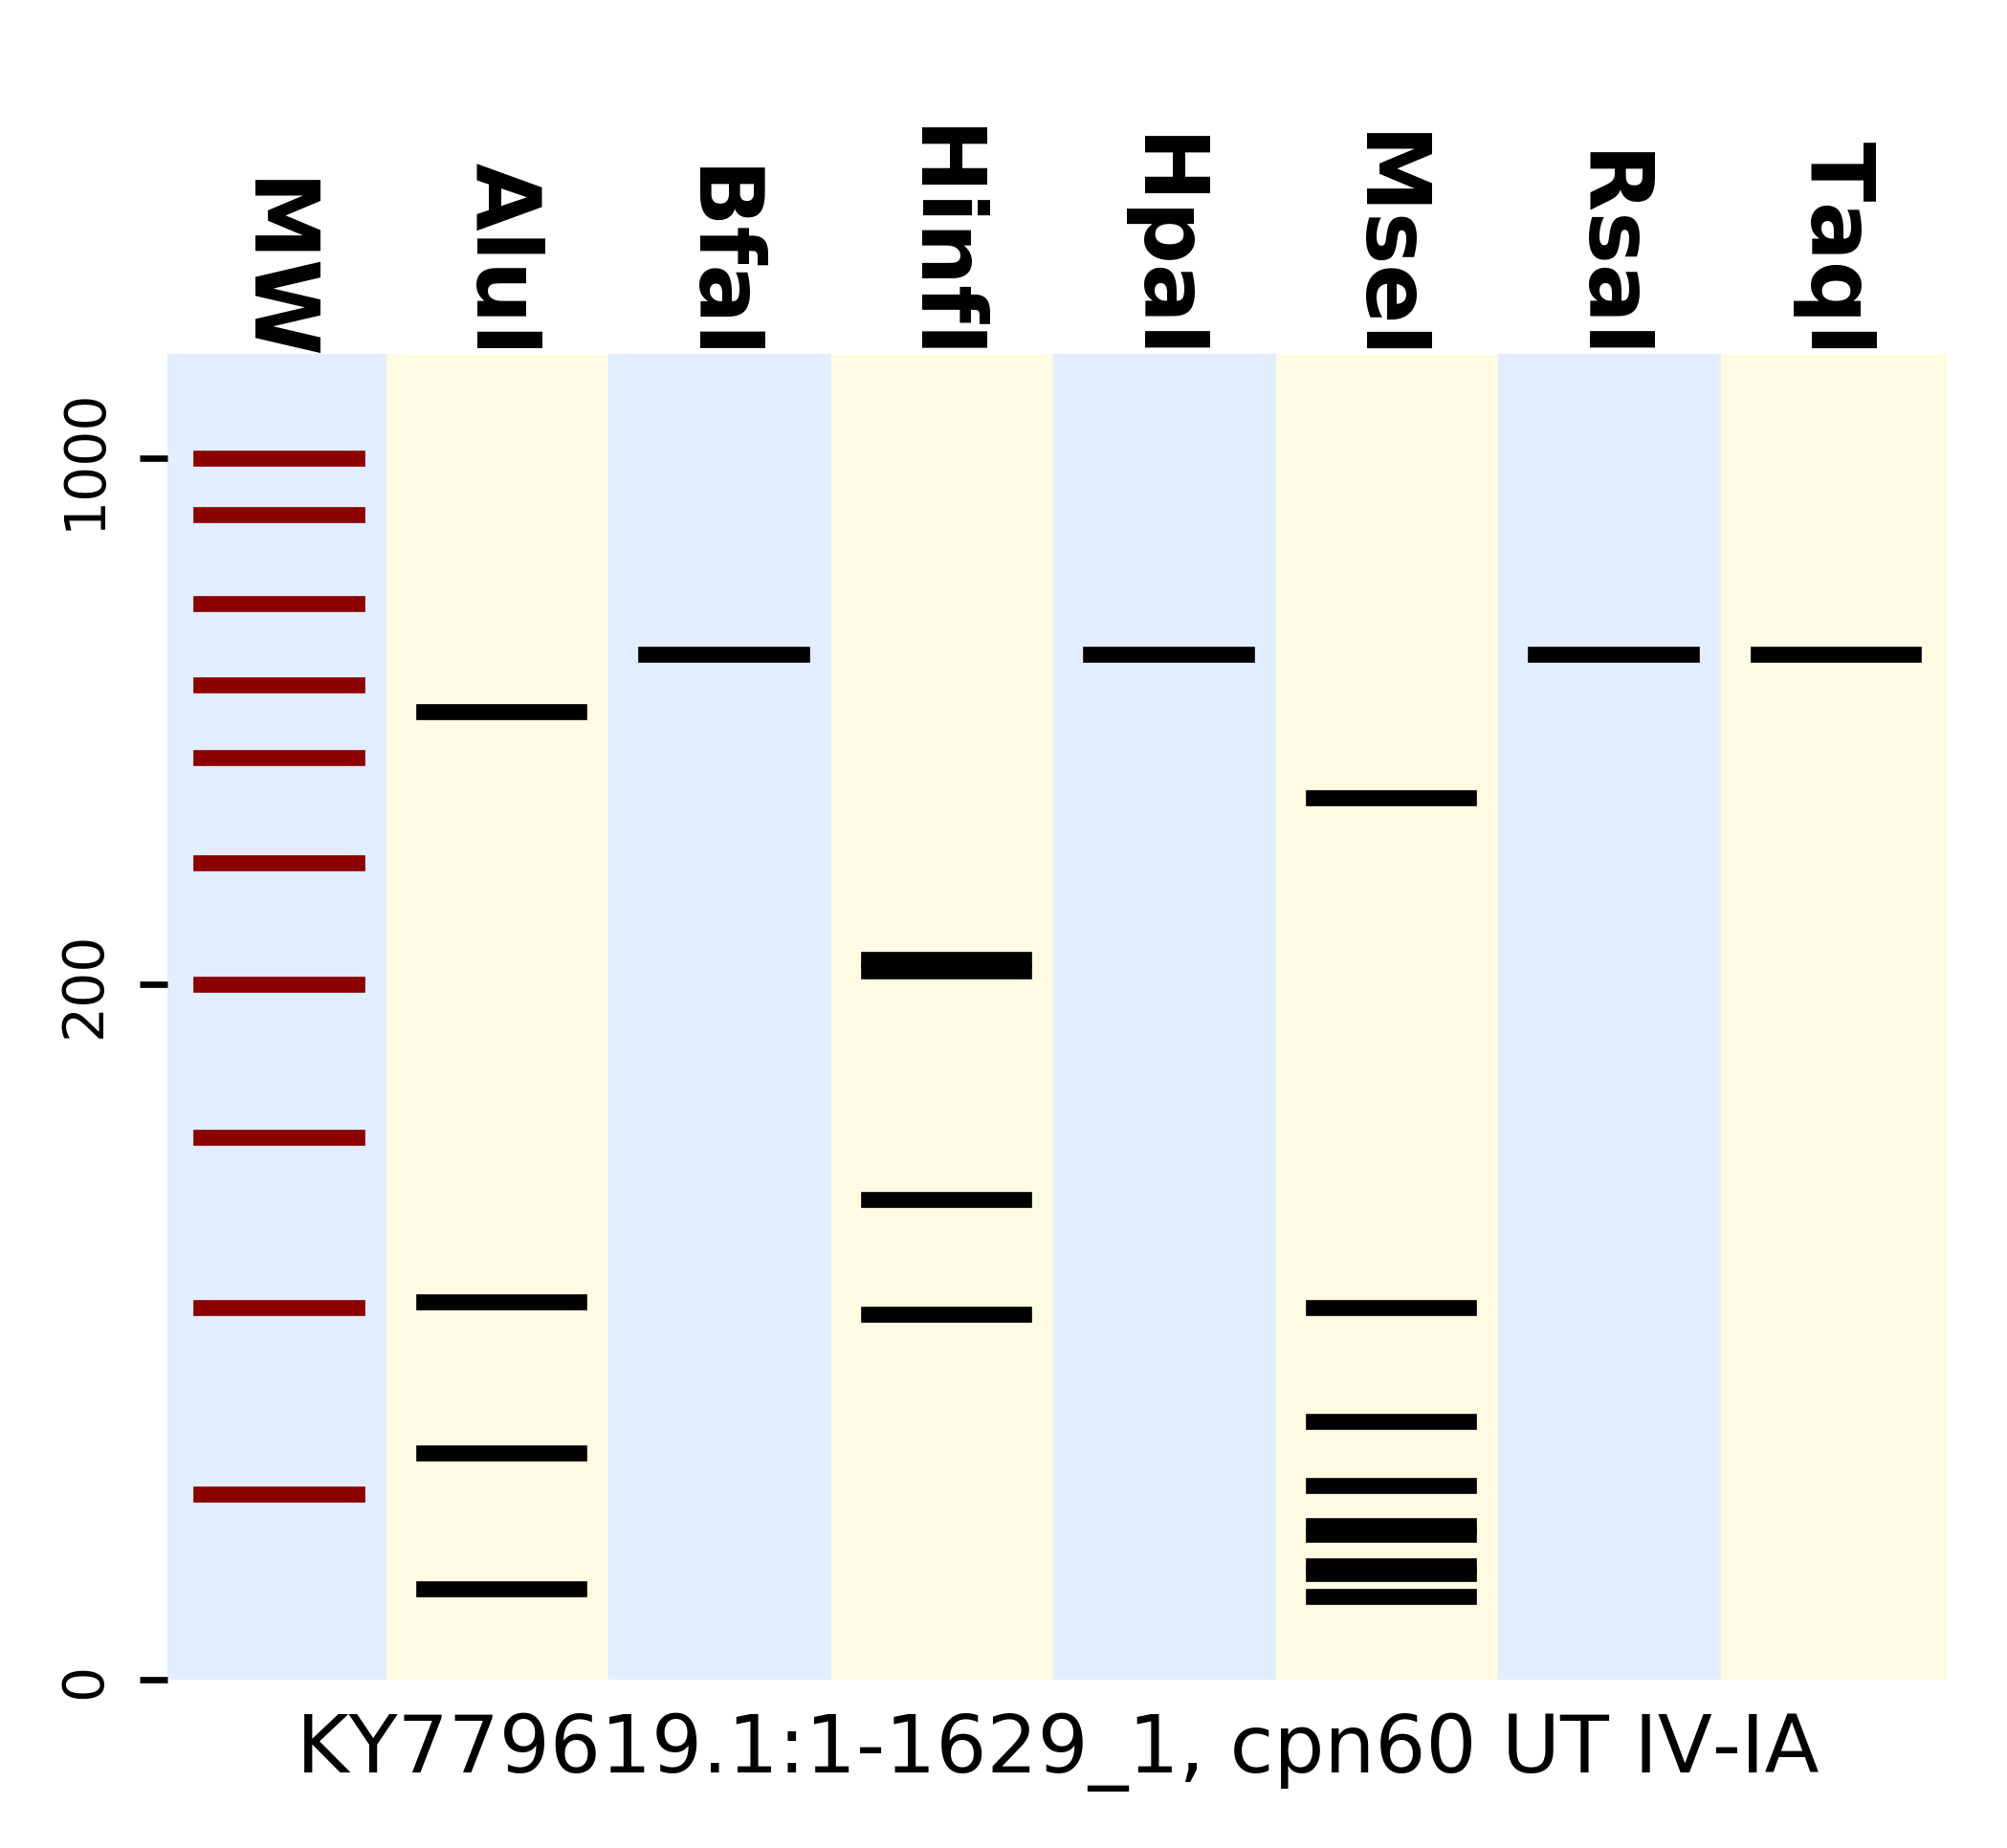 MW
AluI
BfaI
HinfI
HpaI
MseI
RsaI
TaqI
1000
200
0
KY779619.1:1-1629_1, cpn60 UT IV-IA